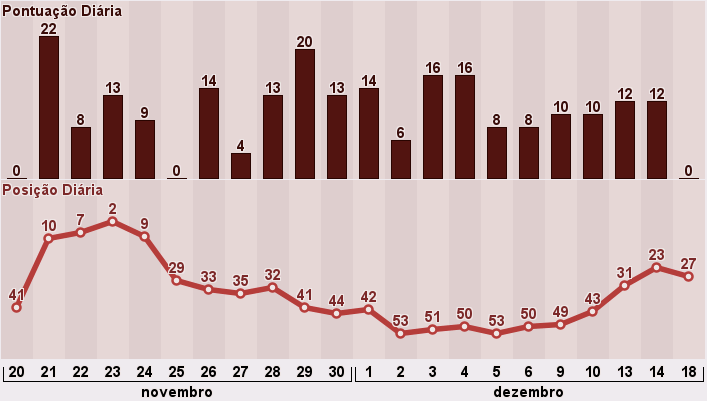 Pontuação Diária
0 22 8 13 9 0 14 4 13 20 13 14 6 16 16 8 8 10 10 12 12 0
Posição Diária
41 10 7 2 9 29 33 35 32 41 44 42 53 51 50 53 50 49 43 31 23 27
20 21 22 23 24 25 26 27 28 29 30 1 2 3 4 5 6 9 10 13 14 18
novembro dezembro